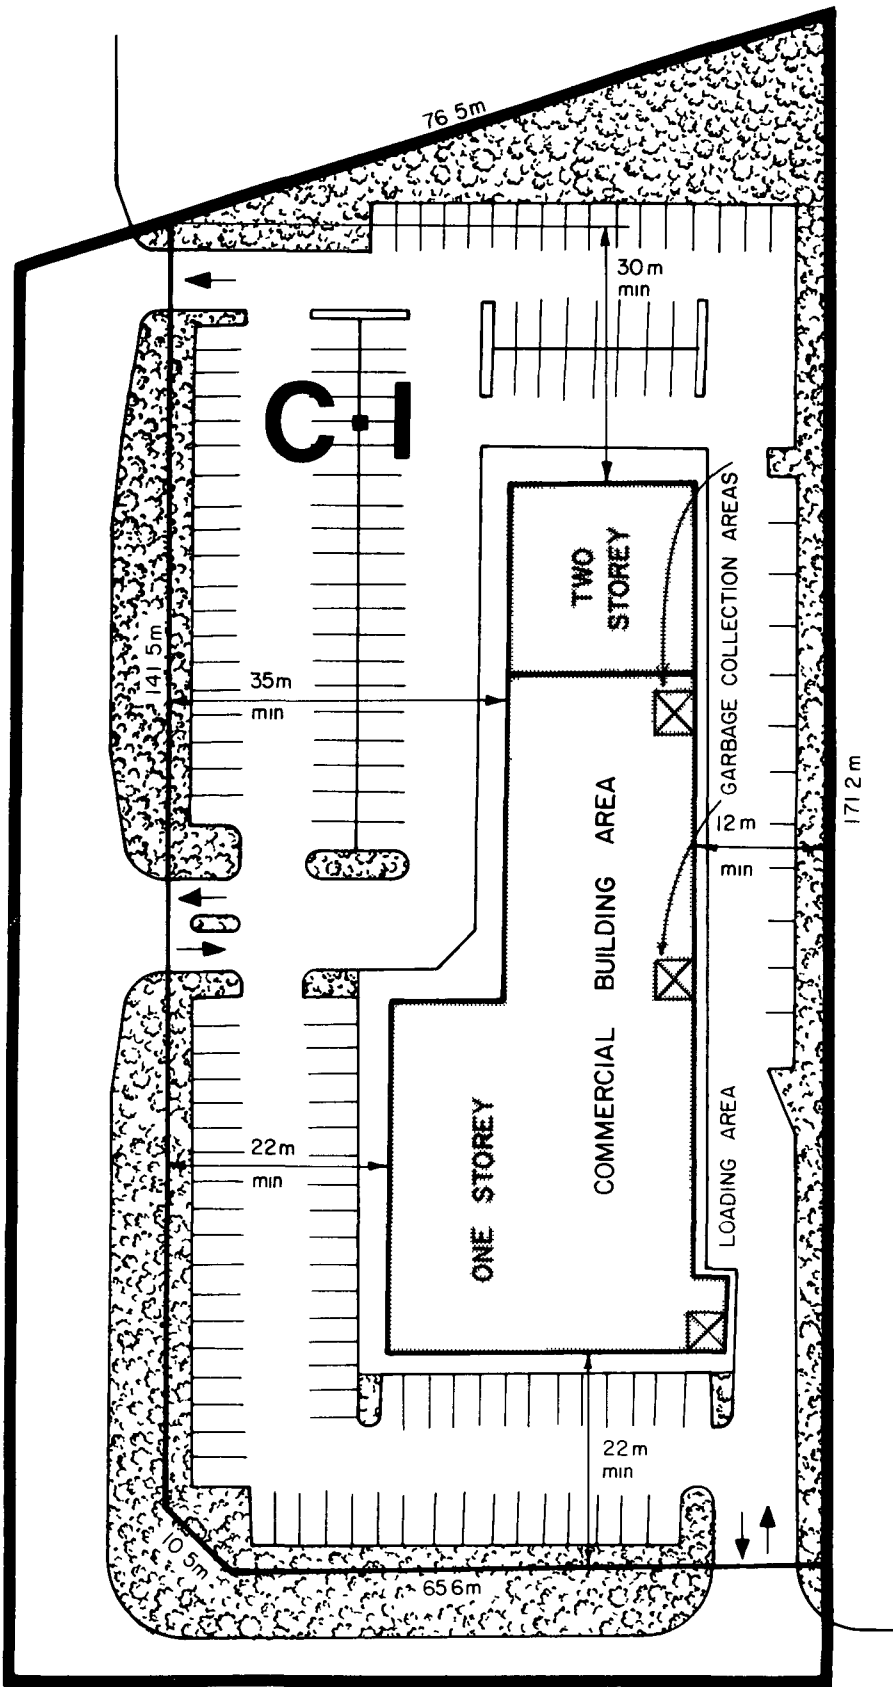 76 5m
30m
min
C-1
TWO
STOREY
GARBAGE COLLECTION AREAS
141 5m
35m
min
171 2 m
12m
min
COMMERCIAL BUILDING AREA
ONE STOREY
LOADING AREA
22m
min
22m
min
10 5m
65 6m